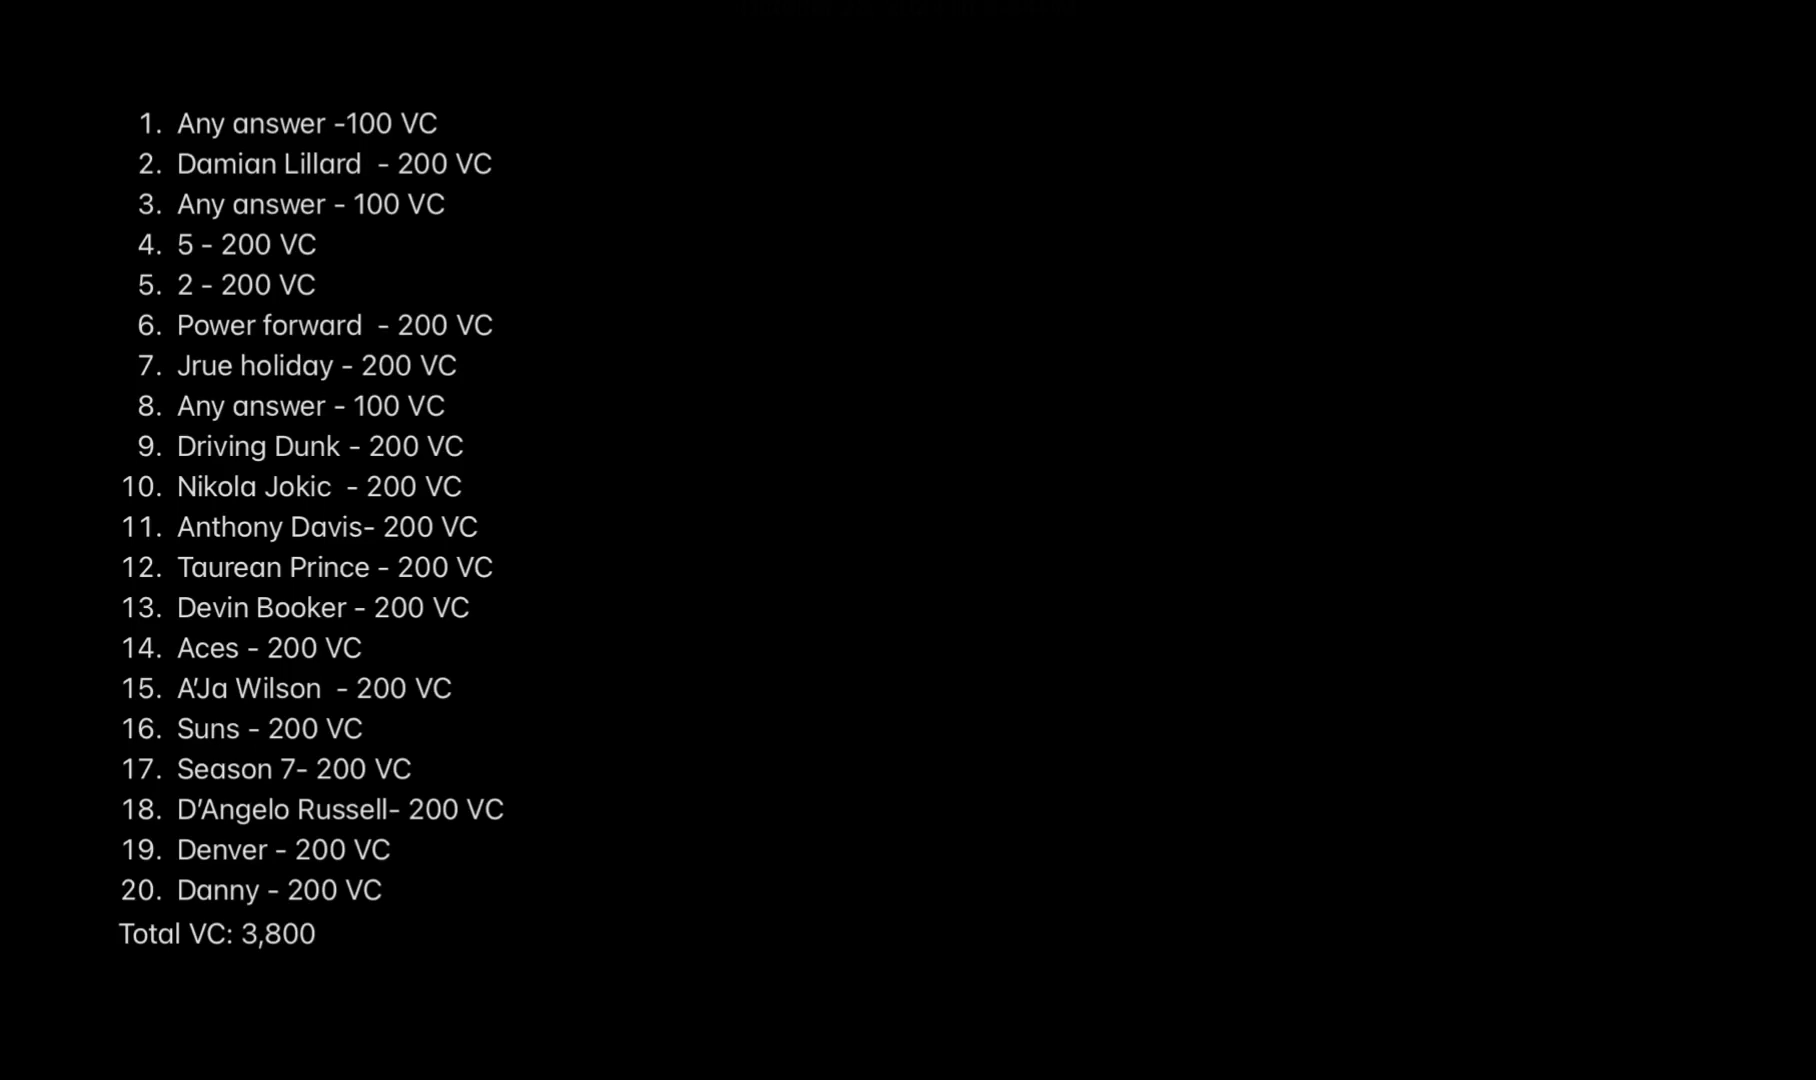 1. Any answer -100 VC
2. Damian Lillard - 200 VC
3. Any answer - 100 VC
4. 5 - 200 VC
5. 2 - 200 VC
6. Power forward - 200 VC
7. Jrue holiday - 200 VC
8. Any answer - 100 VC
9. Driving Dunk - 200 VC
10. Nikola Jokic - 200 VC
11. Anthony Davis- 200 VC
12. Taurean Prince - 200 VC
13. Devin Booker - 200 VC
14. Aces - 200 VC
15. A’Ja Wilson - 200 VC
16. Suns - 200 VC
17. Season 7- 200 VC
18. D’Angelo Russell- 200 VC
19. Denver - 200 VC
20. Danny - 200 VC
Total VC: 3,800